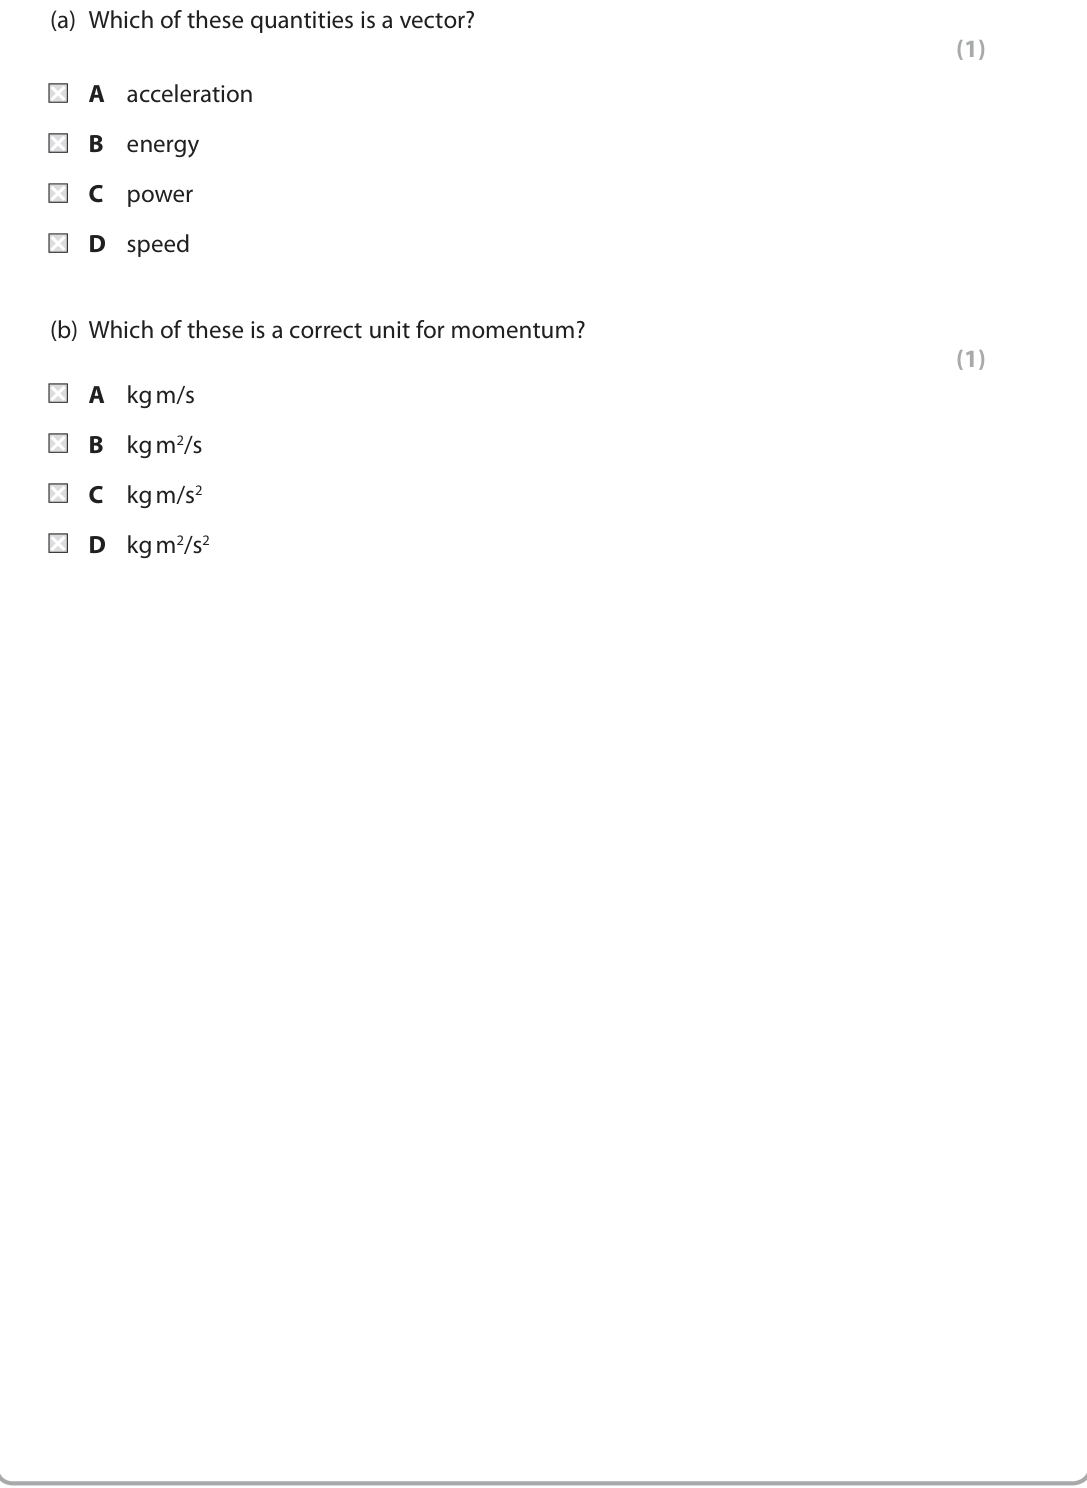 (a) Which of these quantities is a vector?
(1)
A acceleration
B energy
C power
D speed
(b) Which of these is a correct unit for momentum?
(1)
A kg m/s
B kg m²/s
C kg m/s²
D kg m²/s²